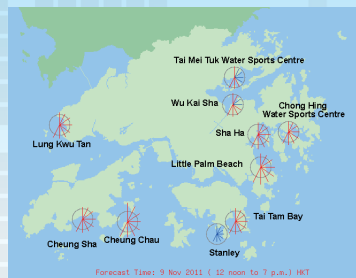 Tai Mei Tuk Water Sports Centre
Wu Kai Sha
Chong Hing
Water Sports Centre
Sha Ha
Lung Kwu Tan
Little Palm Beach
Tai Tam Bay
Cheung Sha
Cheung Chau
Stanley
Forecast Time: 9 Nov 2011 ( 12 noon to 7 p.m.) HKT